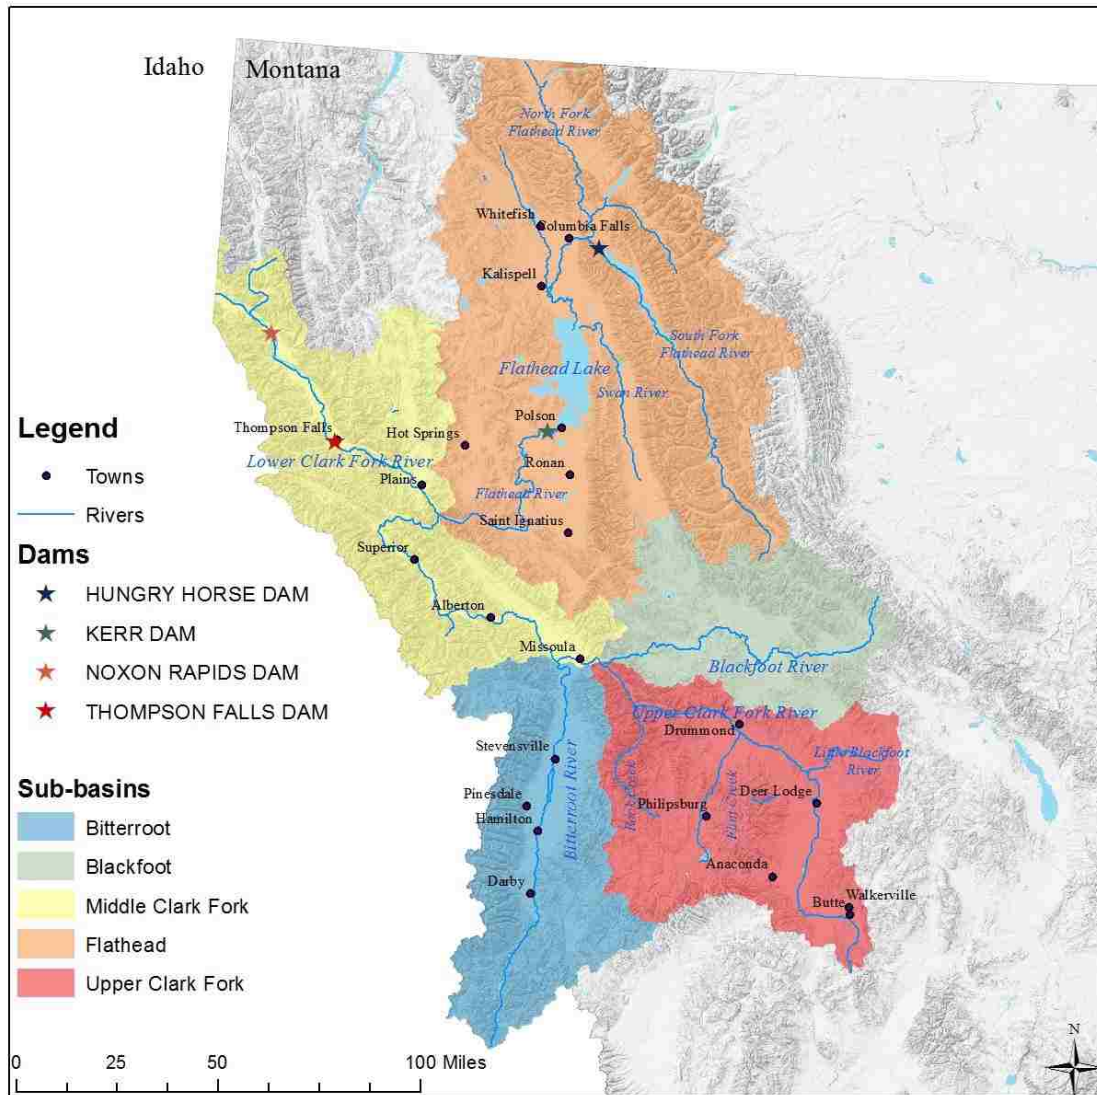 Idaho
Montana
North Fork
Flathead River
Whitefish
Columbia Falls
Kalispell
South Fork
Flathead River
Flathead Lake
Swan River
Polson
Thompson Falls
Hot Springs
Lower Clark Fork River
Ronan
Plains
Flathead River
Saint Ignatius
Superior
Alberton
Missoula
Blackfoot River
Upper Clark Fork River
Drummond
Little Blackfoot
River
Stevensville
Bitterroot River
Rock Creek
Flint Creek
Pinesdale
Deer Lodge
Philipsburg
Hamilton
Anaconda
Darby
Walkerville
Butte
Legend
Towns
Rivers
Dams
HUNGRY HORSE DAM
KERR DAM
NOXON RAPIDS DAM
THOMPSON FALLS DAM
Sub-basins
Bitterroot
Blackfoot
Middle Clark Fork
Flathead
Upper Clark Fork
0 25 50 100 Miles
N